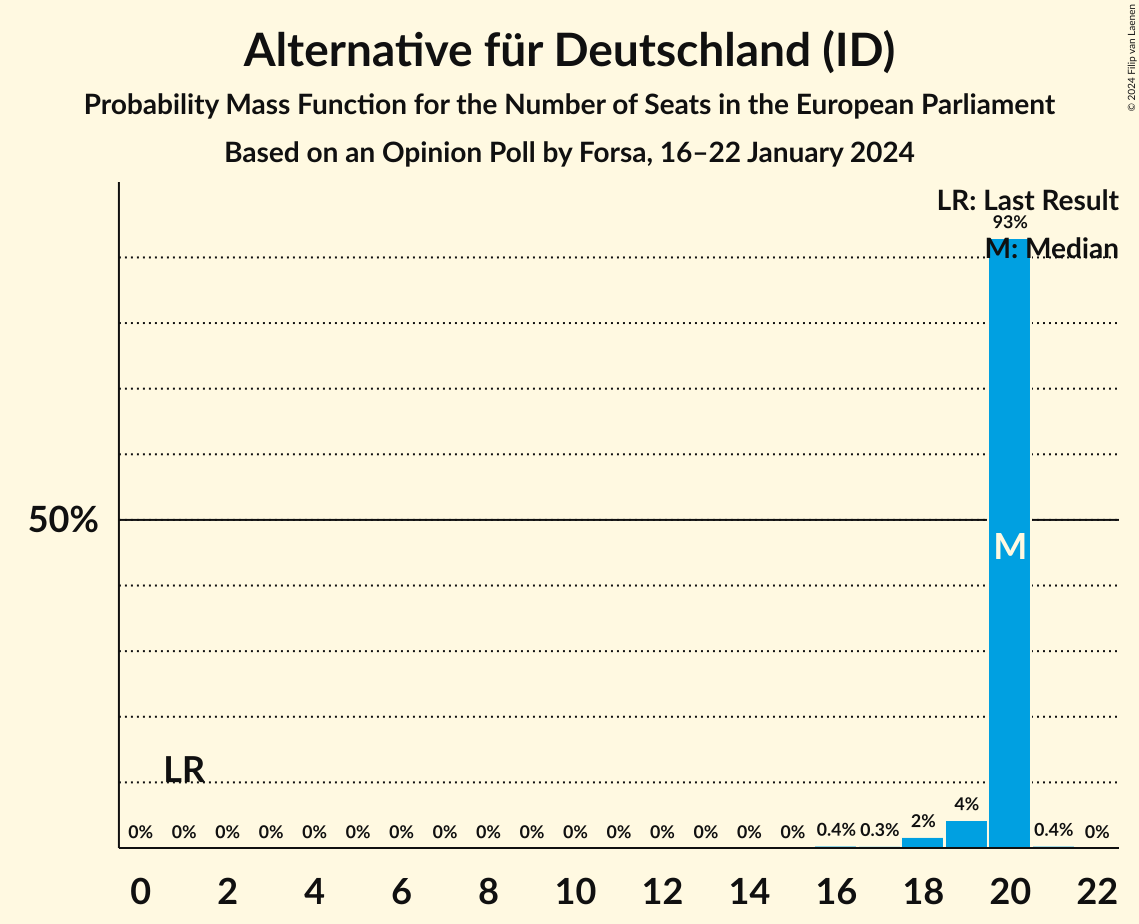 Alternative für Deutschland (ID)
Probability Mass Function for the Number of Seats in the European Parliament
Based on an Opinion Poll by Forsa, 16–22 January 2024
© 2024 Filip van Laenen
LR: Last Result
93%
M: Median
50%
M
LR
0% 0% 0% 0% 0% 0% 0% 0% 0% 0% 0% 0% 0% 0% 0% 0% 0.4% 0.3% 2% 4% 0.4% 0%
0 2 4 6 8 10 12 14 16 18 20 22